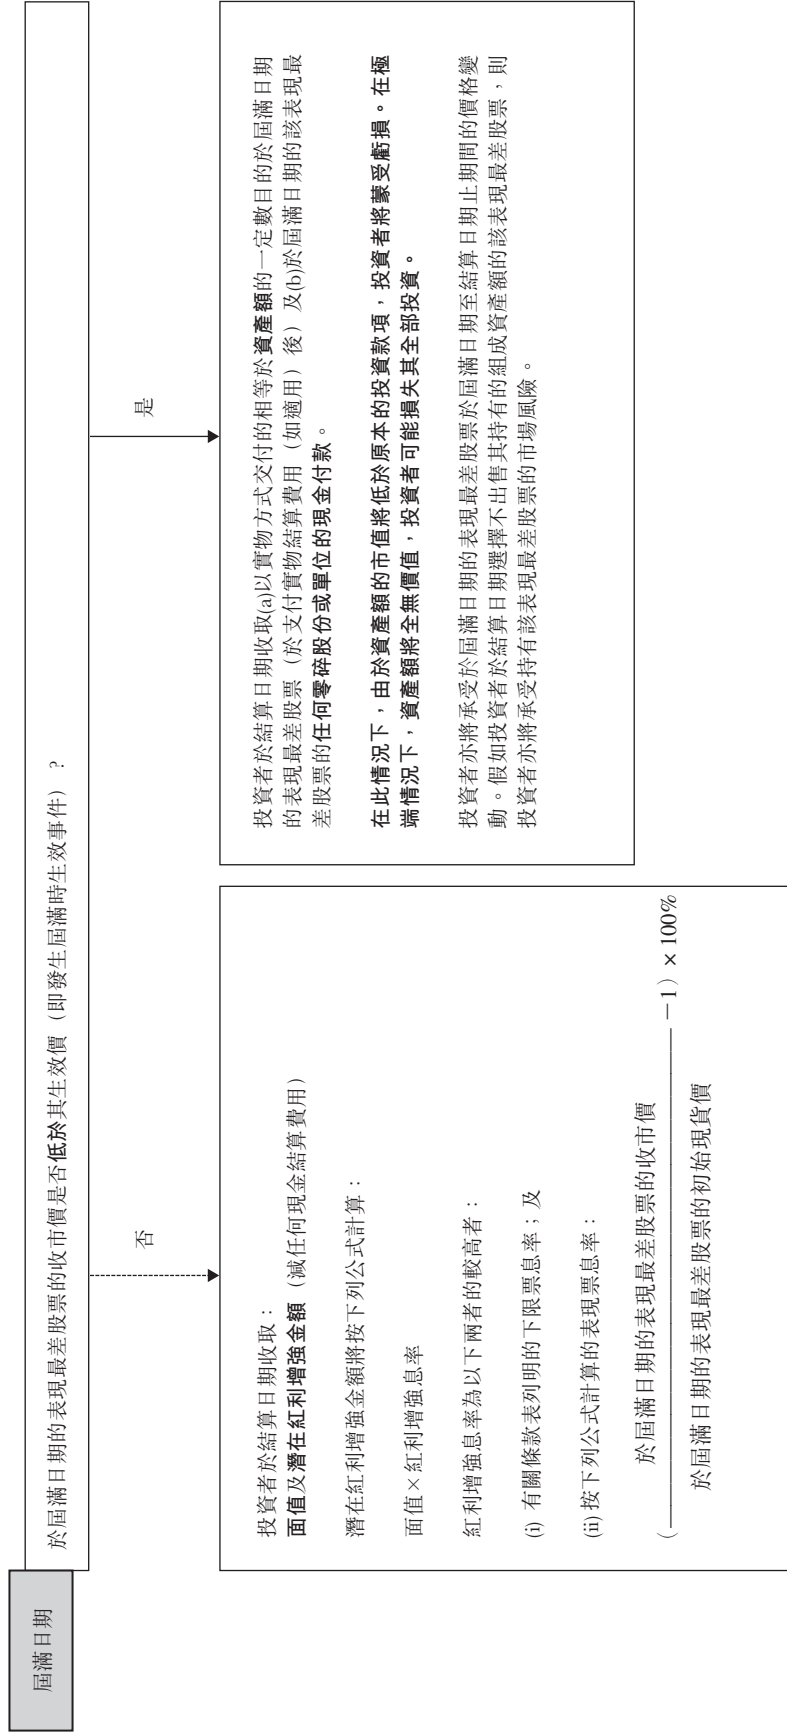 屆滿日期
於屆滿日期的表現最差股票的收市價是否低於其生效價（即發生屆滿時生效事件）？
否
是
投資者於結算日期收取：
面值及潛在紅利增強金額（減任何現金結算費用）
潛在紅利增強金額將按下列公式計算：
面值×紅利增強息率
紅利增強息率為以下兩者的較高者：
(i) 有關條款表列明的下限票息率；及
(ii) 按下列公式計算的表現票息率：
於屆滿日期的表現最差股票的收市價
（ －1）× 100%
於屆滿日期的表現最差股票的初始現貨價
投資者於結算日期收取(a)以實物方式交付的相等於資產額的一定數目的於屆滿日期
的表現最差股票（於支付實物結算費用（如適用）後）及(b)於屆滿日期的該表現最
差股票的任何零碎股份或單位的現金付款。
在此情況下，由於資產額的市值將低於原本的投資款項，投資者將蒙受虧損。在極
端情況下，資產額將全無價值，投資者可能損失其全部投資。
投資者亦將承受於屆滿日期的表現最差股票於屆滿日期至結算日期止期間的價格變
動。假如投資者於結算日期選擇不出售其持有的組成資產額的該表現最差股票，則
投資者亦將承受持有該表現最差股票的市場風險。